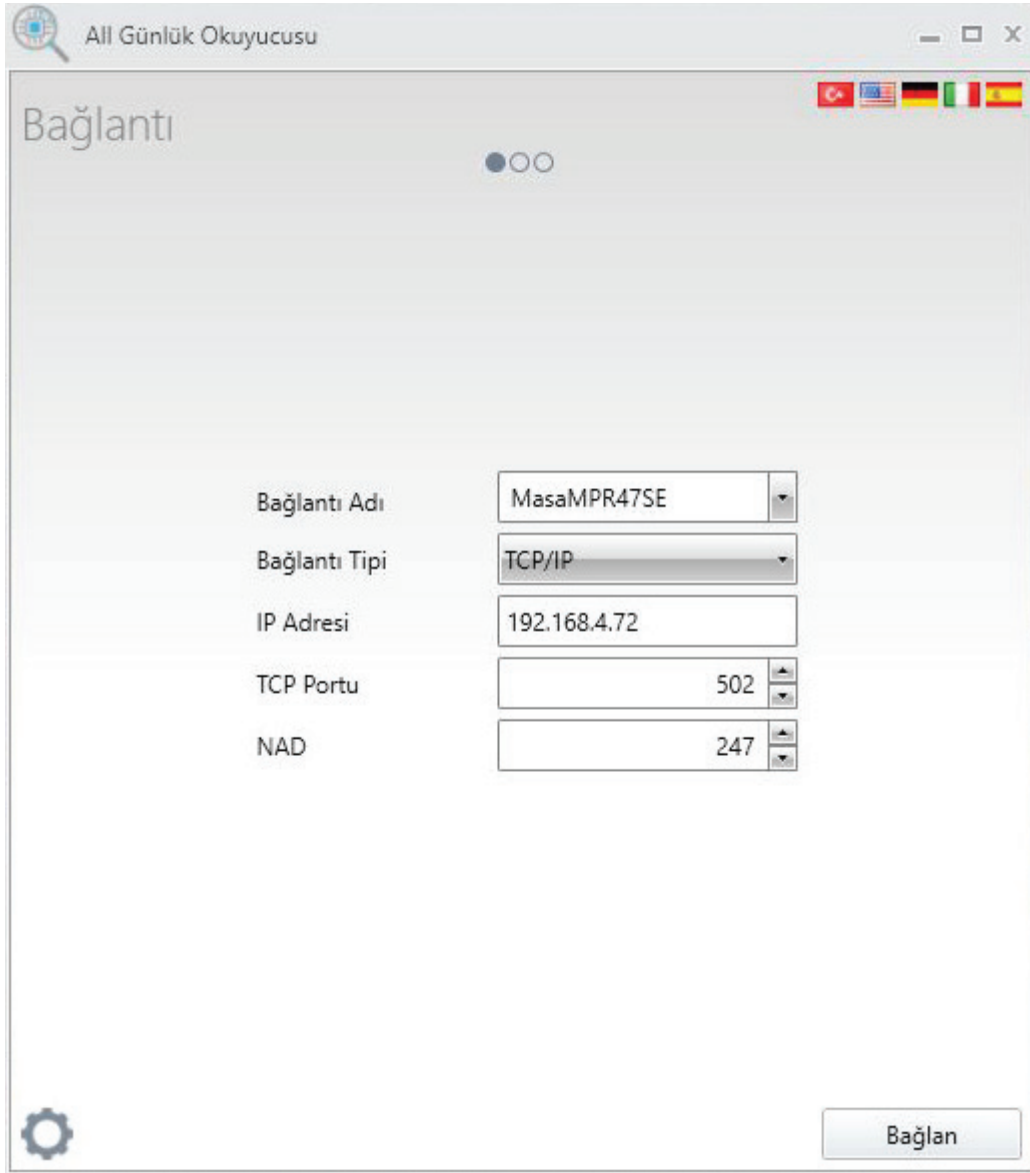 All Günlük Okuyucusu
Bağlantı
Bağlantı Adı MasaMPR47SE
Bağlantı Tipi TCP/IP
IP Adresi 192.168.4.72
TCP Portu 502
NAD 247
Bağlan